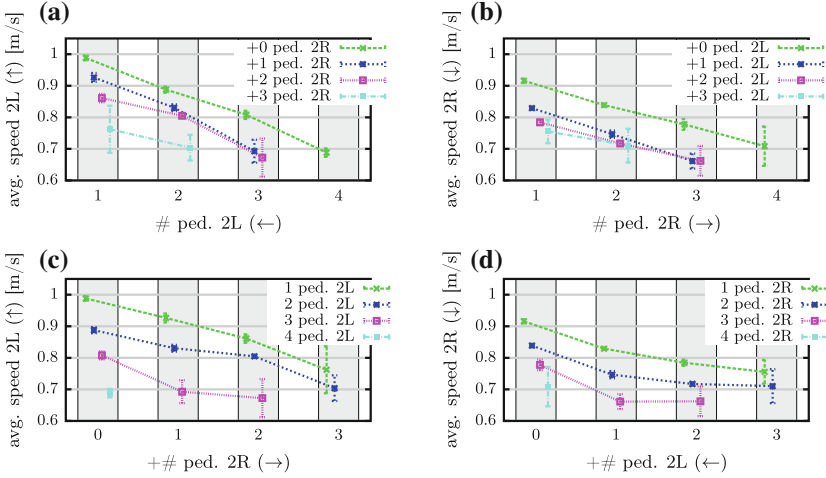 (a)
avg. speed 2L (↑) [m/s]
1
0.9
0.8
0.7
0.6
+0 ped. 2R
+1 ped. 2R
+2 ped. 2R
+3 ped. 2R
1 2 3 4
# ped. 2L (←)
(b)
avg. speed 2R (↓) [m/s]
1
0.9
0.8
0.7
0.6
+0 ped. 2L
+1 ped. 2L
+2 ped. 2L
+3 ped. 2L
1 2 3 4
# ped. 2R (→)
(c)
avg. speed 2L (↑) [m/s]
1
0.9
0.8
0.7
0.6
1 ped. 2L
2 ped. 2L
3 ped. 2L
4 ped. 2L
0 1 2 3
+# ped. 2R (→)
(d)
avg. speed 2R (↓) [m/s]
1
0.9
0.8
0.7
0.6
1 ped. 2R
2 ped. 2R
3 ped. 2R
4 ped. 2R
0 1 2 3
+# ped. 2L (←)